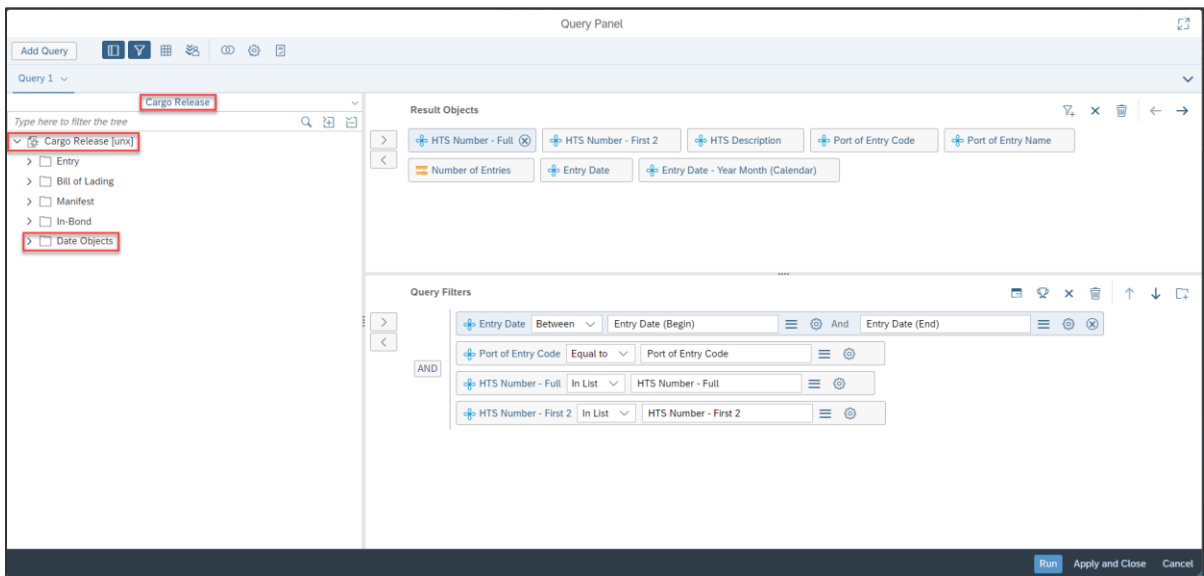 Query Panel
Add Query
Query 1
Cargo Release
Type here to filter the tree
Cargo Release [unx]
Entry
Bill of Lading
Manifest
In-Bond
Date Objects
Result Objects
HTS Number - Full HTS Number - First 2 HTS Description Port of Entry Code Port of Entry Name
Number of Entries Entry Date Entry Date - Year Month (Calendar)
Query Filters
AND
Entry Date Between Entry Date (Begin) And Entry Date (End)
Port of Entry Code Equal to Port of Entry Code
HTS Number - Full In List HTS Number - Full
HTS Number - First 2 In List HTS Number - First 2
Run Apply and Close Cancel